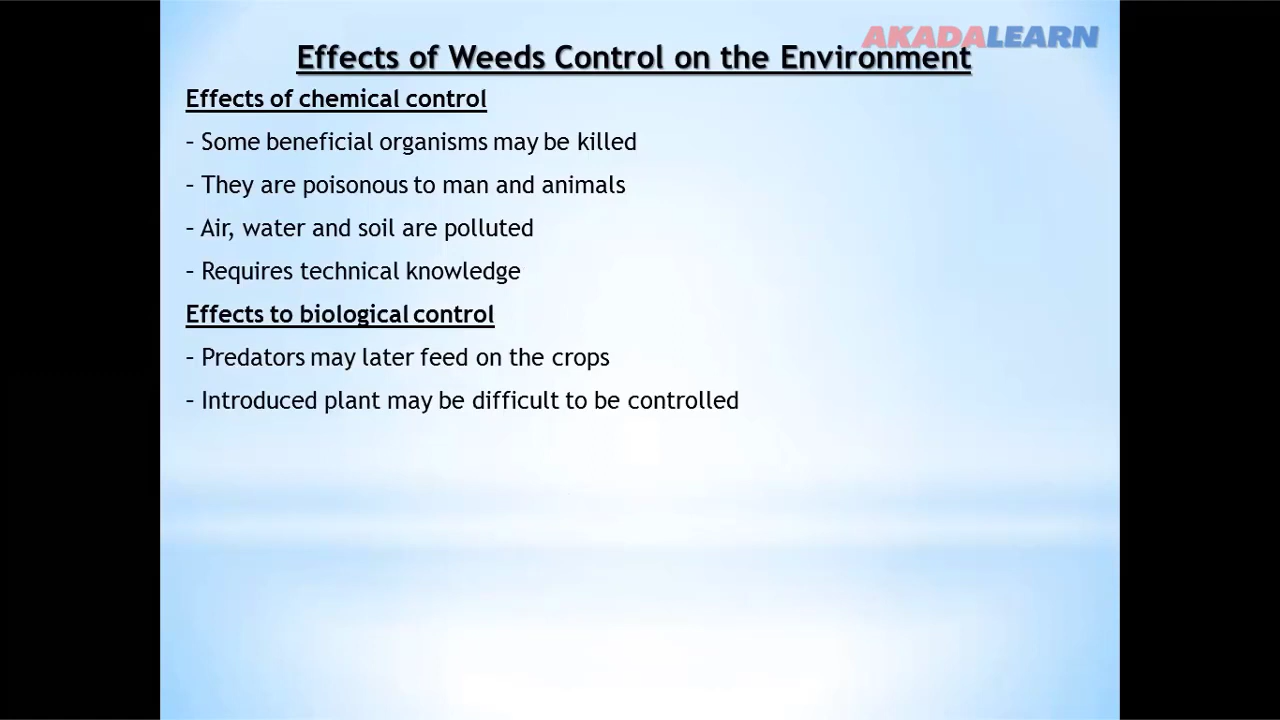 AKADALEARN
Effects of Weeds Control on the Environment
Effects of chemical control
– Some beneficial organisms may be killed
– They are poisonous to man and animals
– Air, water and soil are polluted
– Requires technical knowledge
Effects to biological control
– Predators may later feed on the crops
– Introduced plant may be difficult to be controlled